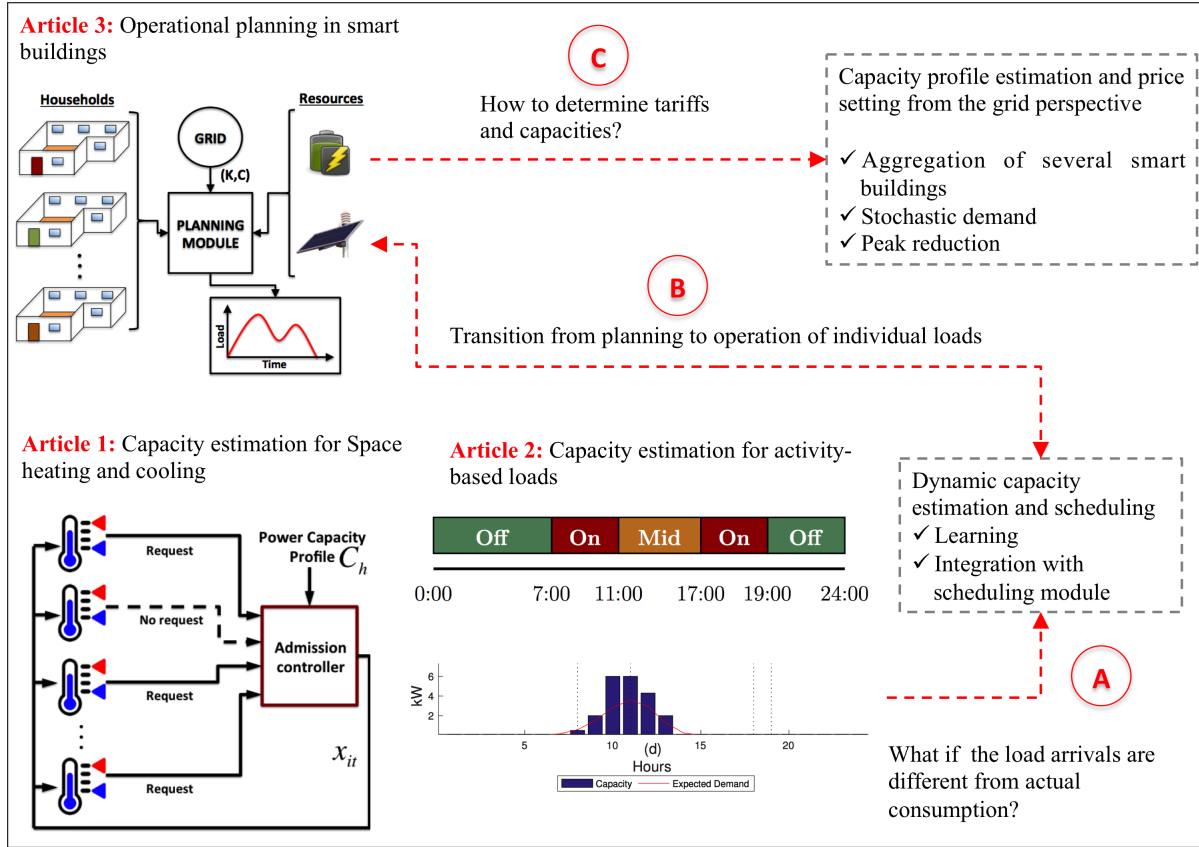 Article 3: Operational planning in smart
buildings
Households
GRID
(K,C)
PLANNING
MODULE
Resources
Load
Time
C
How to determine tariffs
and capacities?
Capacity profile estimation and price
setting from the grid perspective
✓ Aggregation of several smart
buildings
✓ Stochastic demand
✓ Peak reduction
B
Transition from planning to operation of individual loads
Article 1: Capacity estimation for Space
heating and cooling
Request
No request
Request
Request
Power Capacity
Profile C_h
Admission
controller
x_it
Article 2: Capacity estimation for activity-
based loads
Off On Mid On Off
0:00 7:00 11:00 17:00 19:00 24:00
kW
6
4
2
5 10 15 20
(d)
Hours
Capacity Expected Demand
Dynamic capacity
estimation and scheduling
✓ Learning
✓ Integration with
scheduling module
A
What if the load arrivals are
different from actual
consumption?